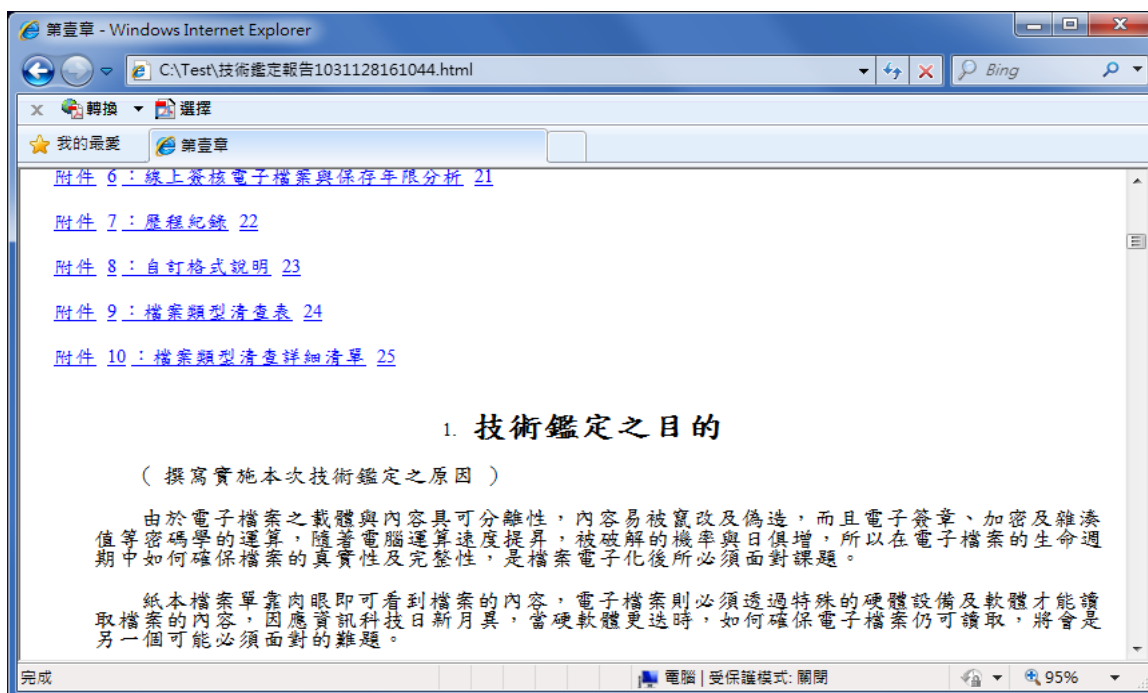 第壹章 - Windows Internet Explorer
C:\Test\技術鑑定報告1031128161044.html
Bing
x 轉換 選擇
我的最愛 第壹章
附件 6：線上簽核電子檔案與保存年限分析 21
附件 7：歷程紀錄 22
附件 8：自訂格式說明 23
附件 9：檔案類型清查表 24
附件 10：檔案類型清查詳細清單 25
1. 技術鑑定之目的
（ 撰寫實施本次技術鑑定之原因 ）
由於電子檔案之載體與內容具可分離性，內容易被竄改及偽造，而且電子簽章、加密及雜湊
值等密碼學的運算，隨著電腦運算速度提昇，被破解的機率與日俱增，所以在電子檔案的生命週
期中如何確保檔案的真實性及完整性，是檔案電子化後所必須面對課題。
紙本檔案單靠肉眼即可看到檔案的內容，電子檔案則必須透過特殊的硬體設備及軟體才能讀
取檔案的內容，因應資訊科技日新月異，當硬軟體更迭時，如何確保電子檔案仍可讀取，將會是
另一個可能必須面對的難題。
完成 電腦 | 受保護模式: 關閉 95%